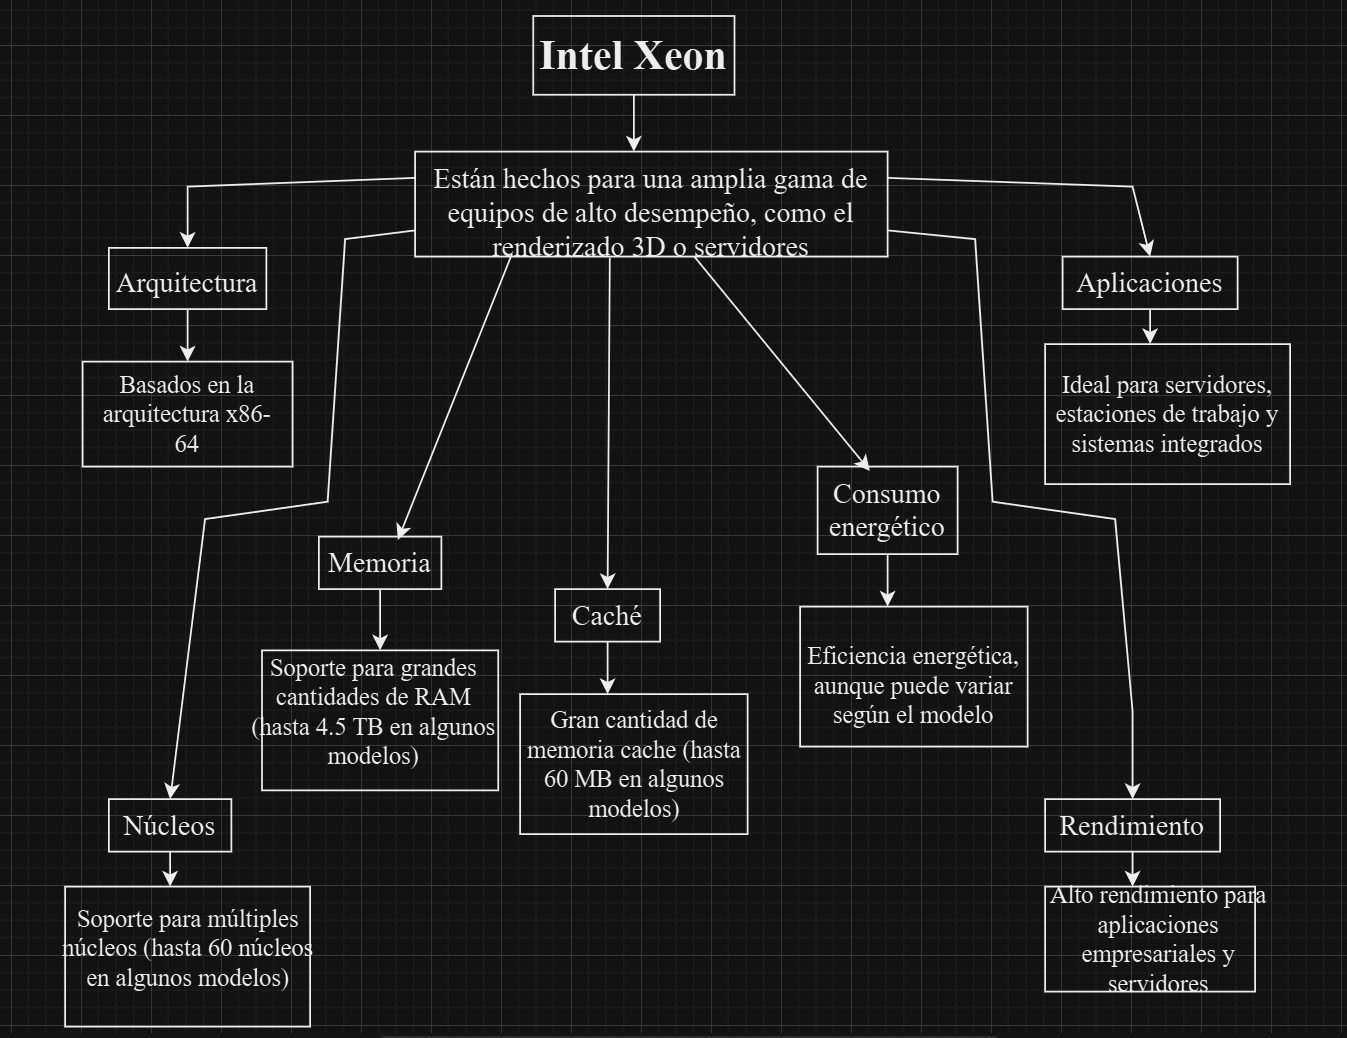 Intel Xeon
Están hechos para una amplia gama de
equipos de alto desempeño, como el
renderizado 3D o servidores
Arquitectura
Basados en la
arquitectura x86-
64
Aplicaciones
Ideal para servidores,
estaciones de trabajo y
sistemas integrados
Consumo
energético
Eficiencia energética,
aunque puede variar
según el modelo
Memoria
Soporte para grandes
cantidades de RAM
(hasta 4.5 TB en algunos
modelos)
Caché
Gran cantidad de
memoria cache (hasta
60 MB en algunos
modelos)
Núcleos
Soporte para múltiples
núcleos (hasta 60 núcleos
en algunos modelos)
Rendimiento
Alto rendimiento para
aplicaciones
empresariales y
servidores